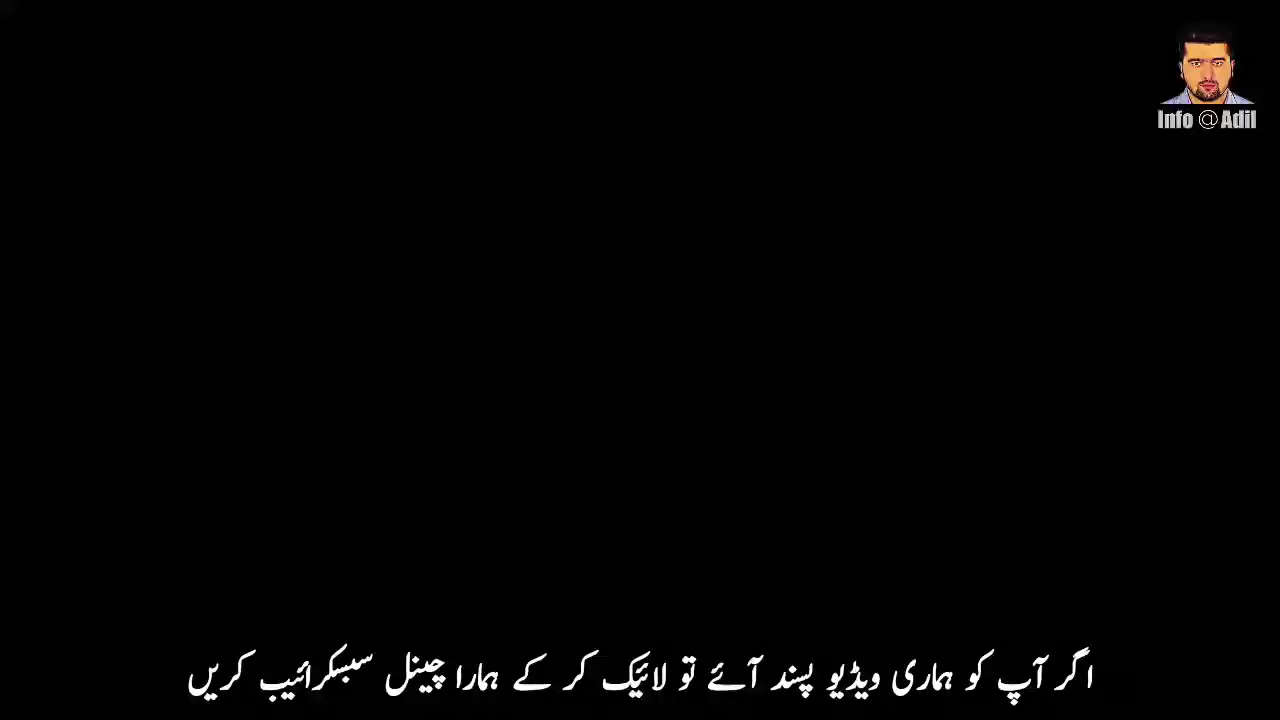 Info @ Adil
اگر آپ کو ہماری ویڈیو پسند آئے تو لائیک کر کے ہمارا چینل سبسکرائیب کریں